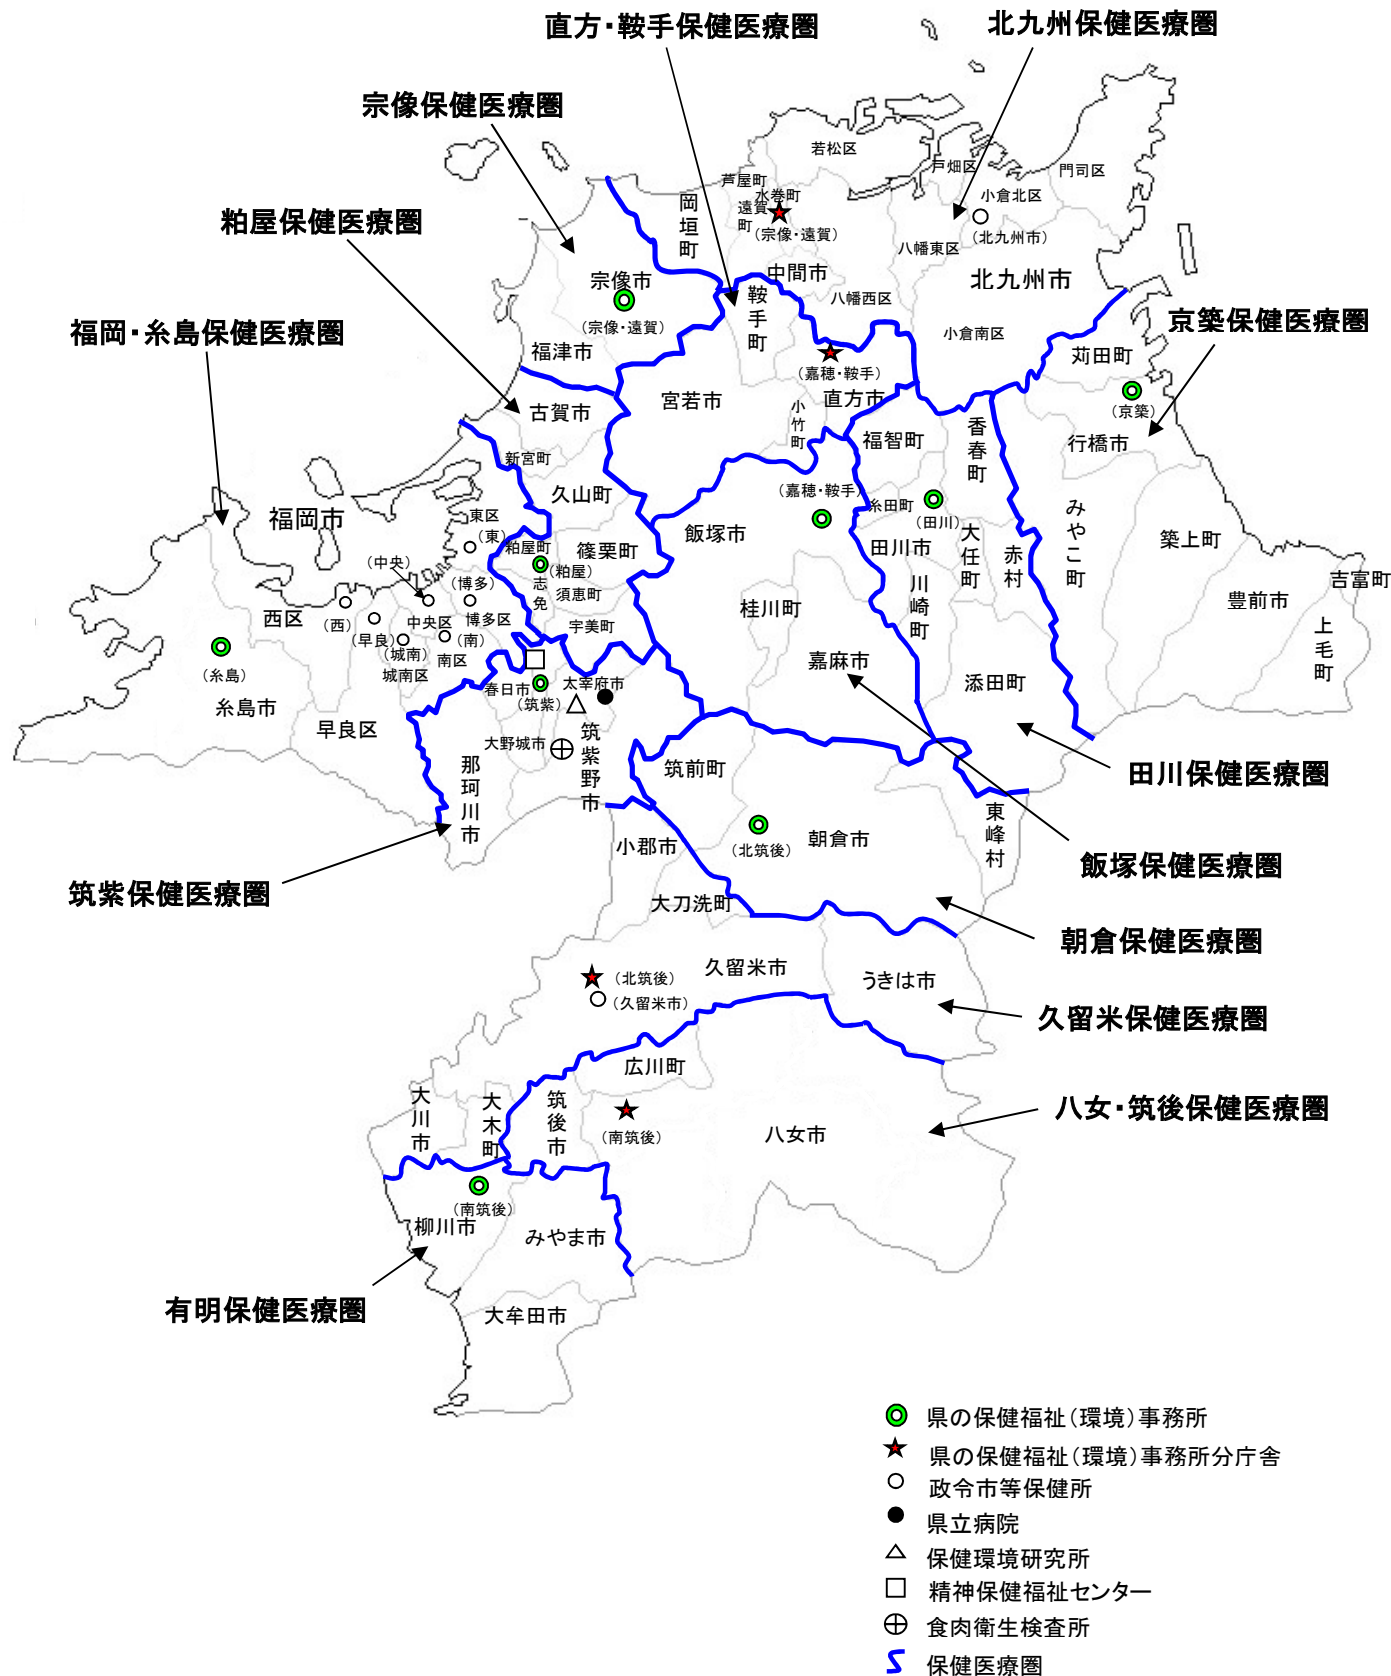 直方・鞍手保健医療圏
北九州保健医療圏
宗像保健医療圏
粕屋保健医療圏
福岡・糸島保健医療圏
京築保健医療圏
若松区
戸畑区
門司区
芦屋町
水巻町
遠賀町
(宗像・遠賀)
小倉北区
(北九州市)
八幡東区
岡垣町
中間市
北九州市
宗像市
(宗像・遠賀)
鞍手町
八幡西区
小倉南区
福津市
苅田町
(嘉穂・鞍手)
直方市
(京築)
宮若市
古賀市
小竹町
福智町
香春町
行橋市
新宮町
久山町
(嘉穂・鞍手)
糸田町
(田川)
みやこ町
福岡市
東区
(東)
飯塚市
粕屋町
篠栗町
田川市
大任町
赤村
築上町
(中央)
(粕屋)
吉富町
(博多)
志免
須恵町
川崎町
桂川町
豊前市
西区
(西)
中央区
博多区
宇美町
上毛町
(早良)
(城南)
(南)
南区
城南区
嘉麻市
(糸島)
糸島市
春日市
(筑紫)
太宰府市
添田町
早良区
大野城市
筑紫野市
那珂川市
筑前町
田川保健医療圏
東峰村
小郡市
(北筑後)
朝倉市
飯塚保健医療圏
筑紫保健医療圏
大刀洗町
朝倉保健医療圏
(北筑後)
久留米市
うきは市
(久留米市)
久留米保健医療圏
広川町
大川市
大木町
筑後市
(南筑後)
八女市
八女・筑後保健医療圏
(南筑後)
柳川市
みやま市
有明保健医療圏
大牟田市
県の保健福祉(環境)事務所
県の保健福祉(環境)事務所分庁舎
政令市等保健所
県立病院
保健環境研究所
精神保健福祉センター
食肉衛生検査所
保健医療圏